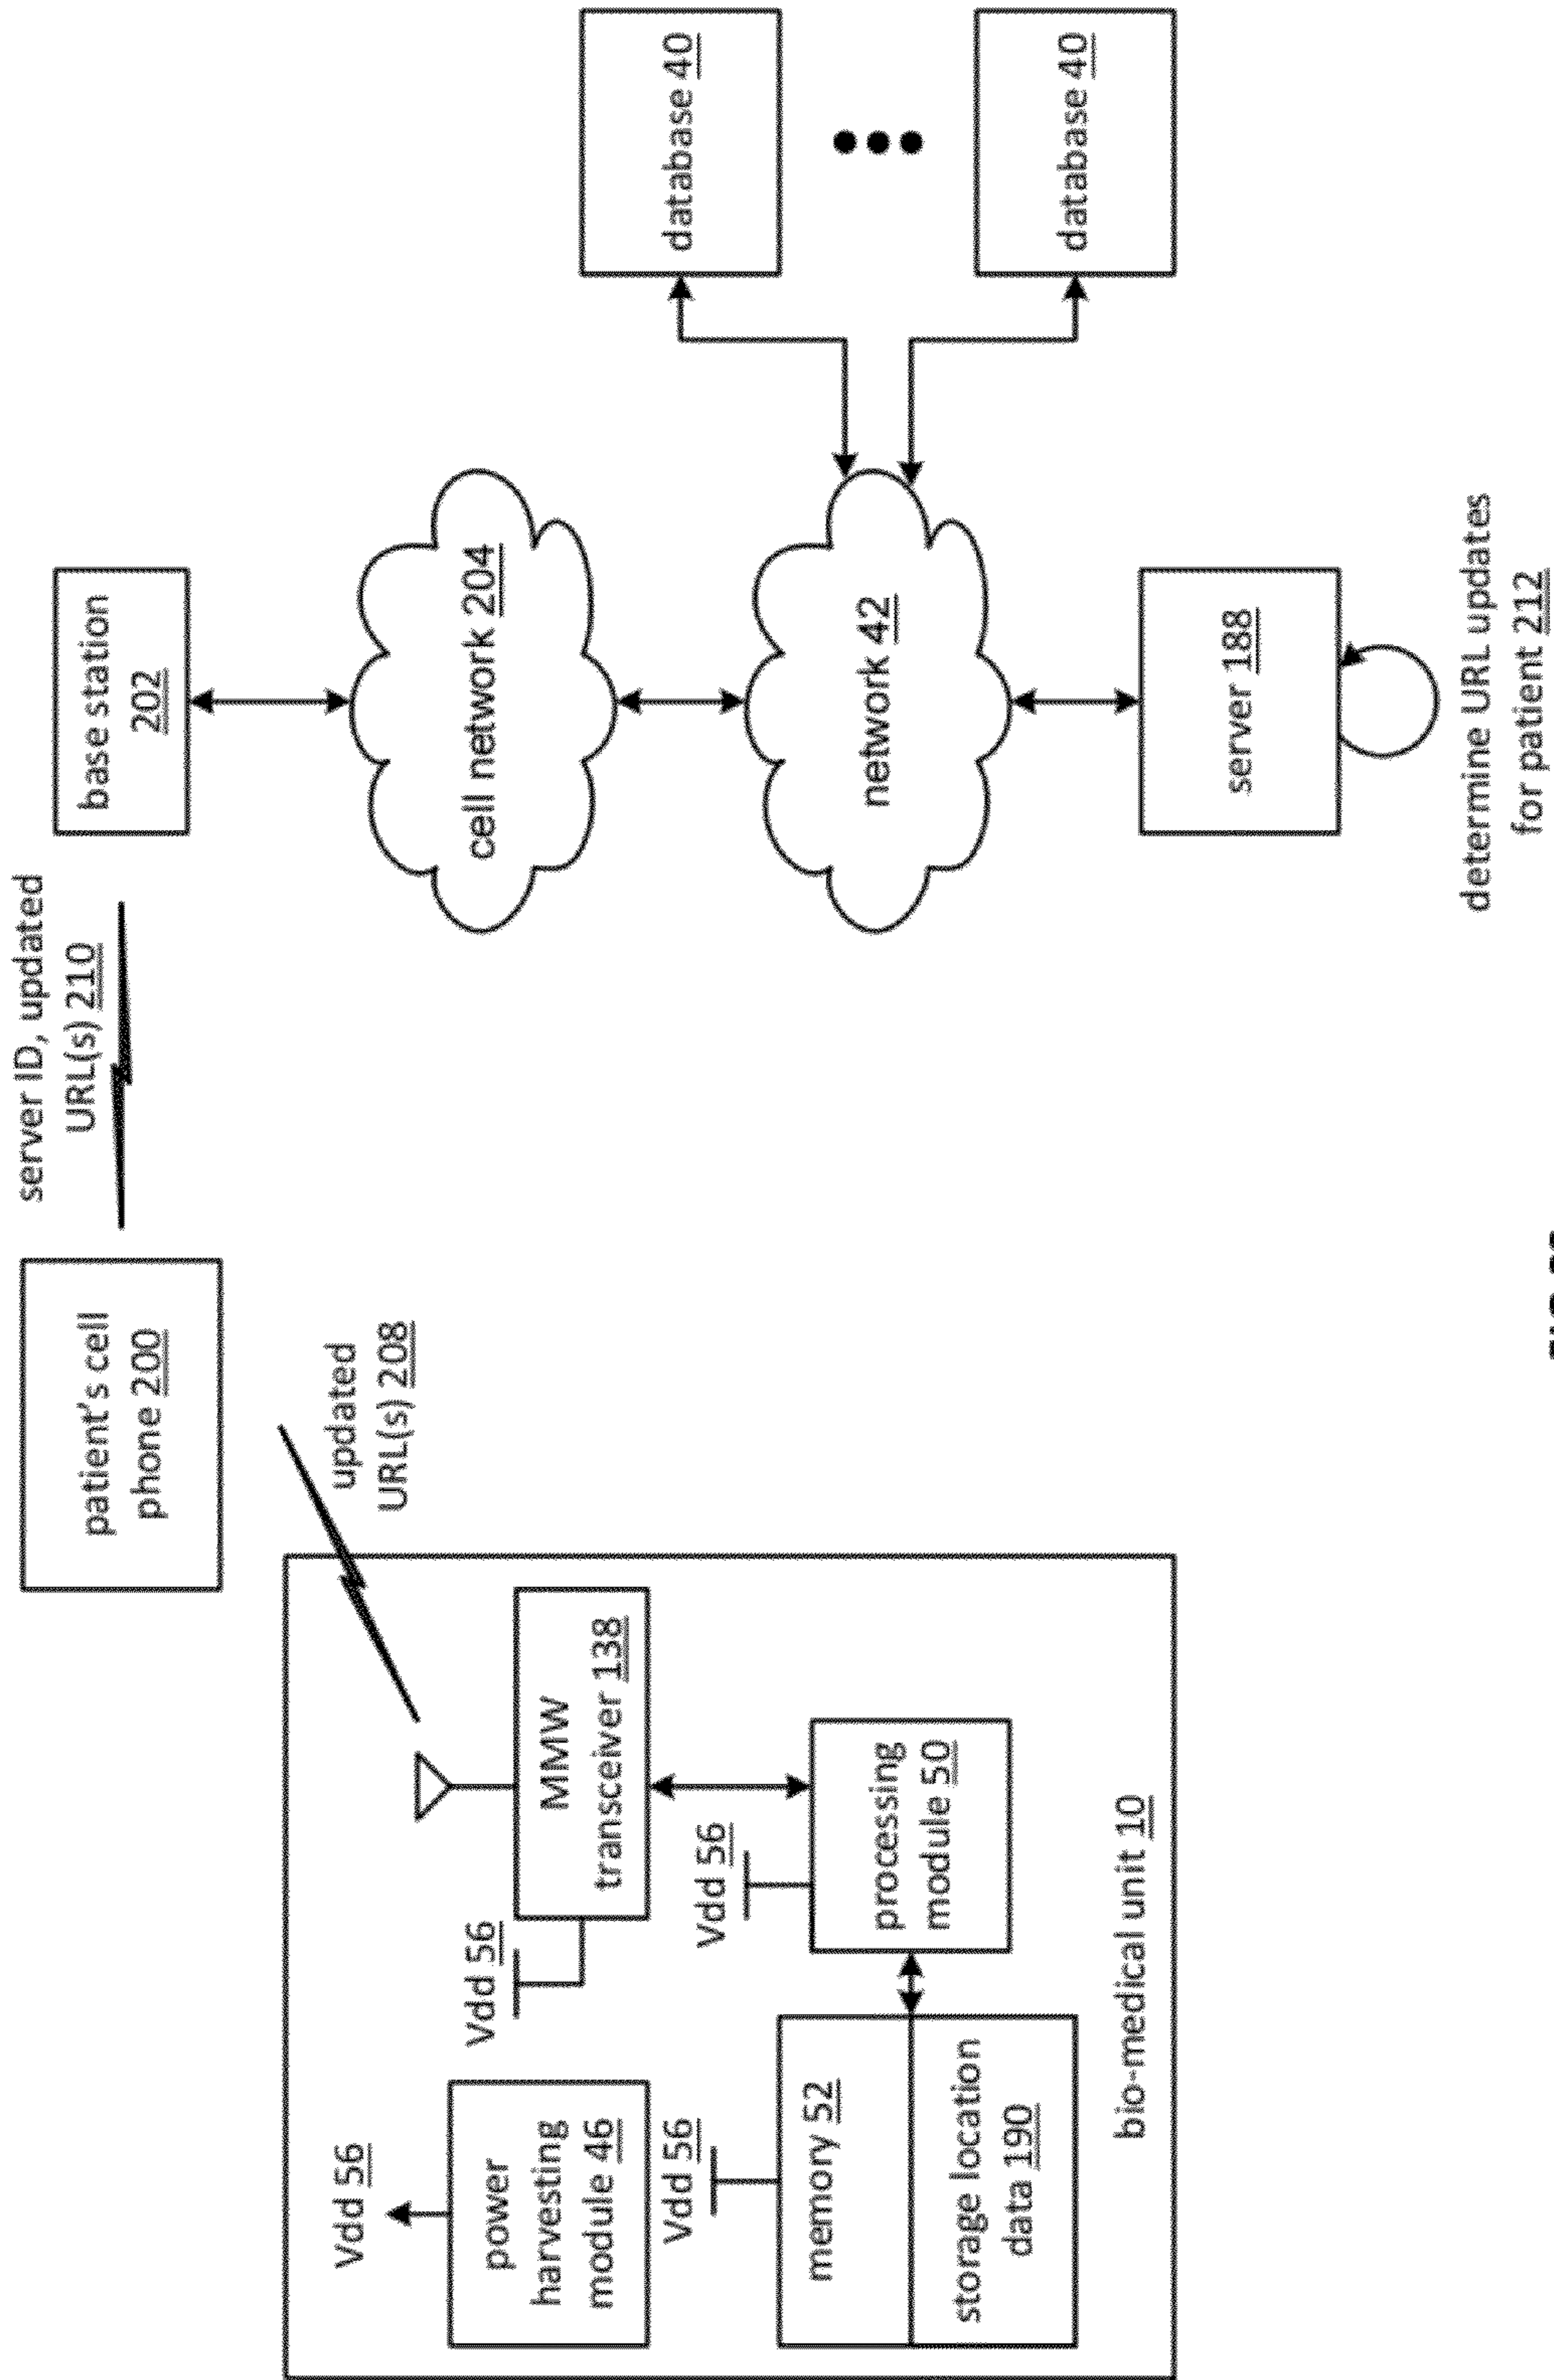 server ID, updated
URL(s) 210
patient's cell
phone 200
base station
202
updated
URL(s) 208
cell network 204
Vdd 56
power
harvesting
module 46
Vdd 56
MMW
transceiver 138
Vdd 56
memory 52
storage location
data 190
Vdd 56
processing
module 50
bio-medical unit 10
network 42
database 40
database 40
server 188
determine URL updates
for patient 212